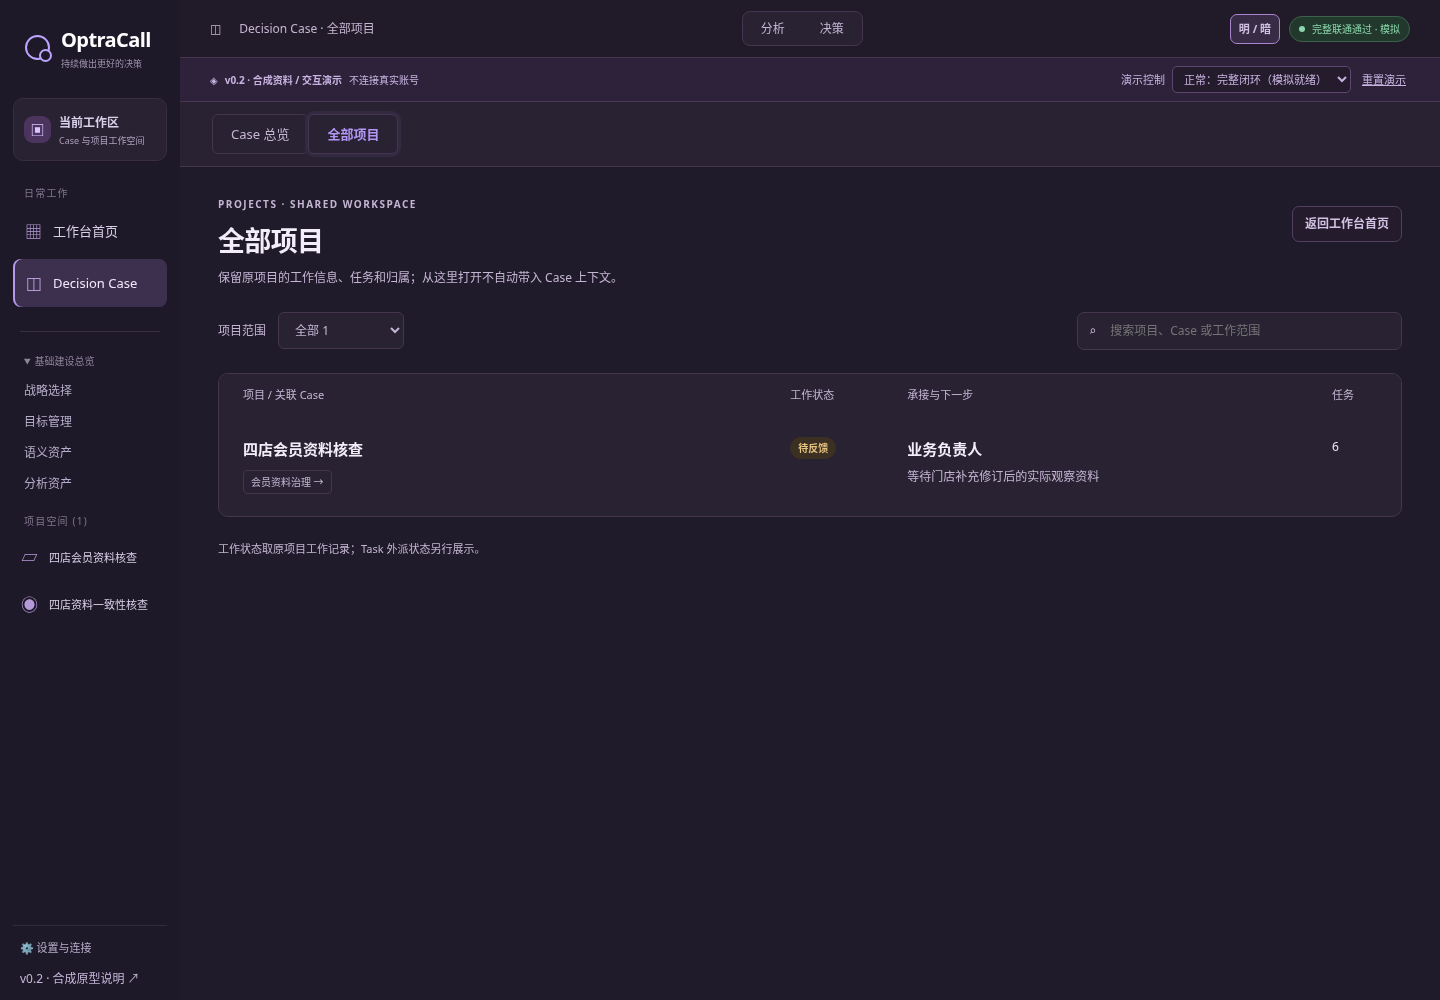 OptraCall
持续做出更好的决策
当前工作区
Case 与项目工作空间
日常工作
工作台首页
Decision Case
▼ 基础建设总览
战略选择
目标管理
语义资产
分析资产
项目空间 (1)
四店会员资料核查
四店资料一致性核查
设置与连接
v0.2 · 合成原型说明 ↗
Decision Case · 全部项目
分析
决策
明 / 暗
完整联通通过 · 模拟
v0.2 · 合成资料 / 交互演示 不连接真实账号
演示控制
正常：完整闭环（模拟就绪）
重置演示
Case 总览
全部项目
PROJECTS · SHARED WORKSPACE
全部项目
保留原项目的工作信息、任务和归属；从这里打开不自动带入 Case 上下文。
返回工作台首页
项目范围
全部 1
搜索项目、Case 或工作范围
项目 / 关联 Case
工作状态
承接与下一步
任务
四店会员资料核查
会员资料治理 →
待反馈
业务负责人
等待门店补充修订后的实际观察资料
6
工作状态取原项目工作记录；Task 外派状态另行展示。